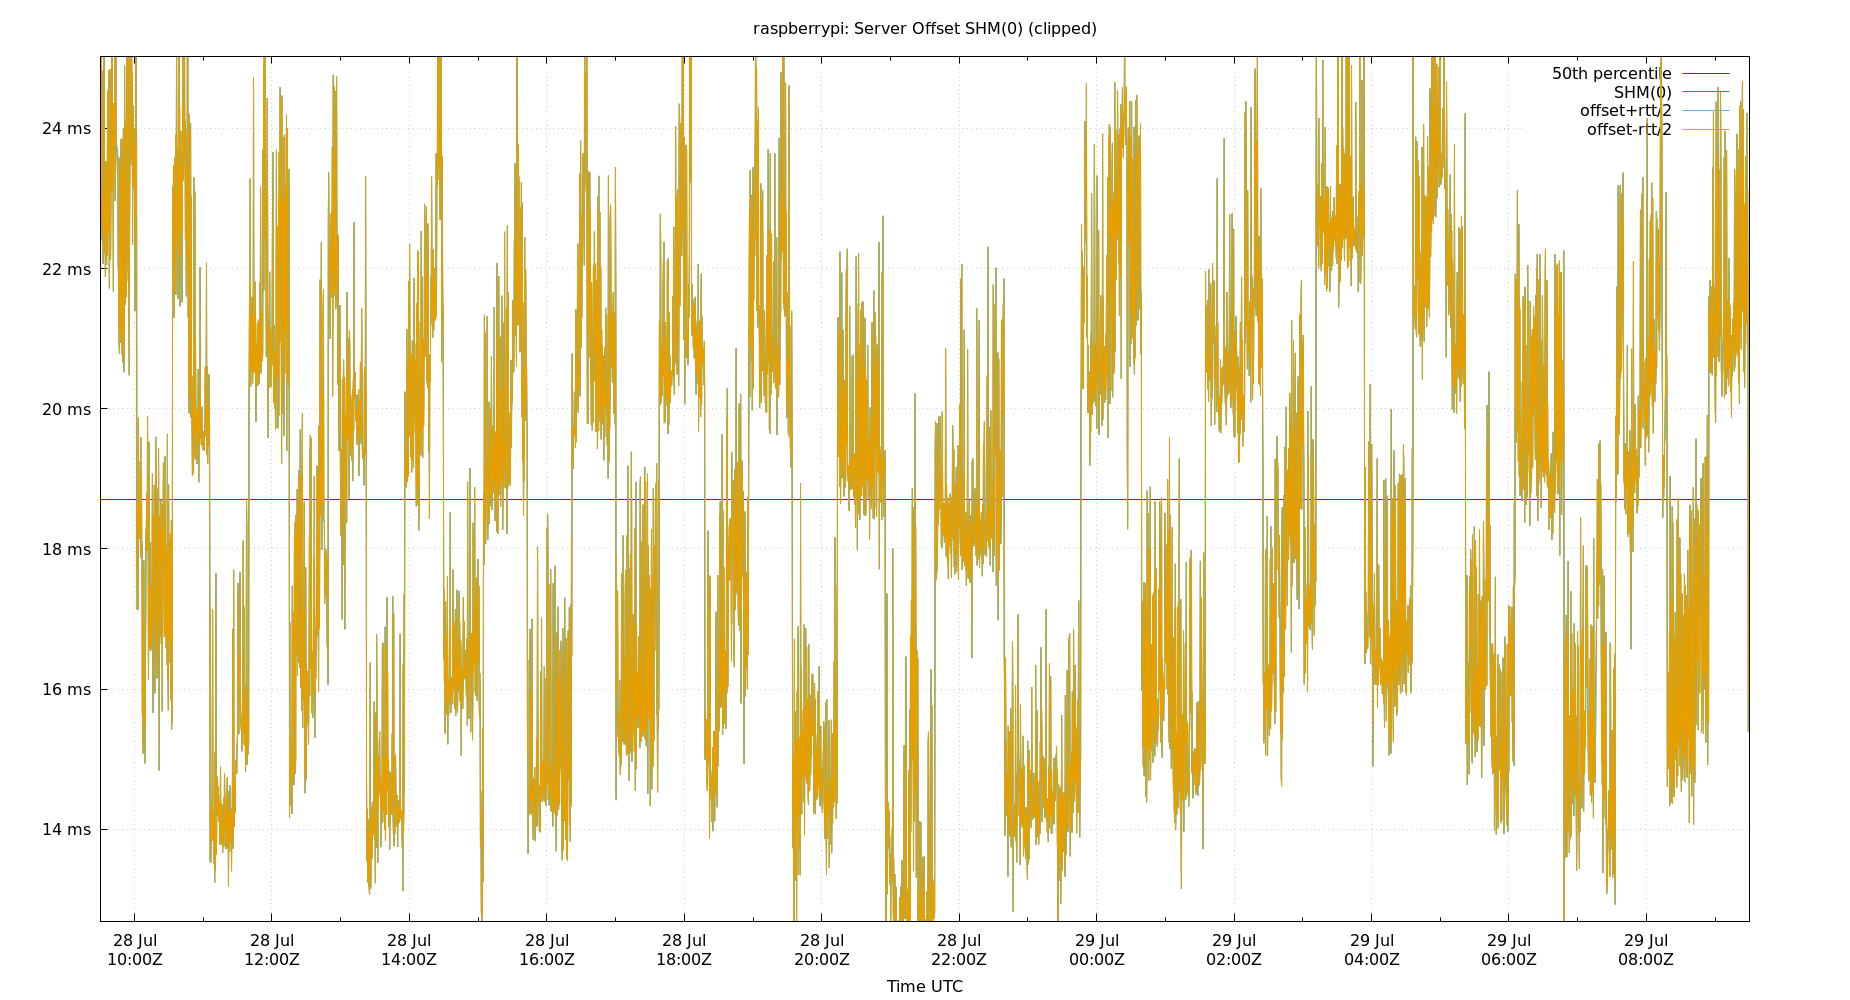 raspberrypi: Server Offset SHM(0) (clipped)
50th percentile
SHM(0)
offset+rtt/2
offset-rtt/2
24 ms
22 ms
20 ms
18 ms
16 ms
14 ms
28 Jul 28 Jul 28 Jul 28 Jul 28 Jul 28 Jul 28 Jul 29 Jul 29 Jul 29 Jul 29 Jul 29 Jul
10:00Z 12:00Z 14:00Z 16:00Z 18:00Z 20:00Z 22:00Z 00:00Z 02:00Z 04:00Z 06:00Z 08:00Z
Time UTC